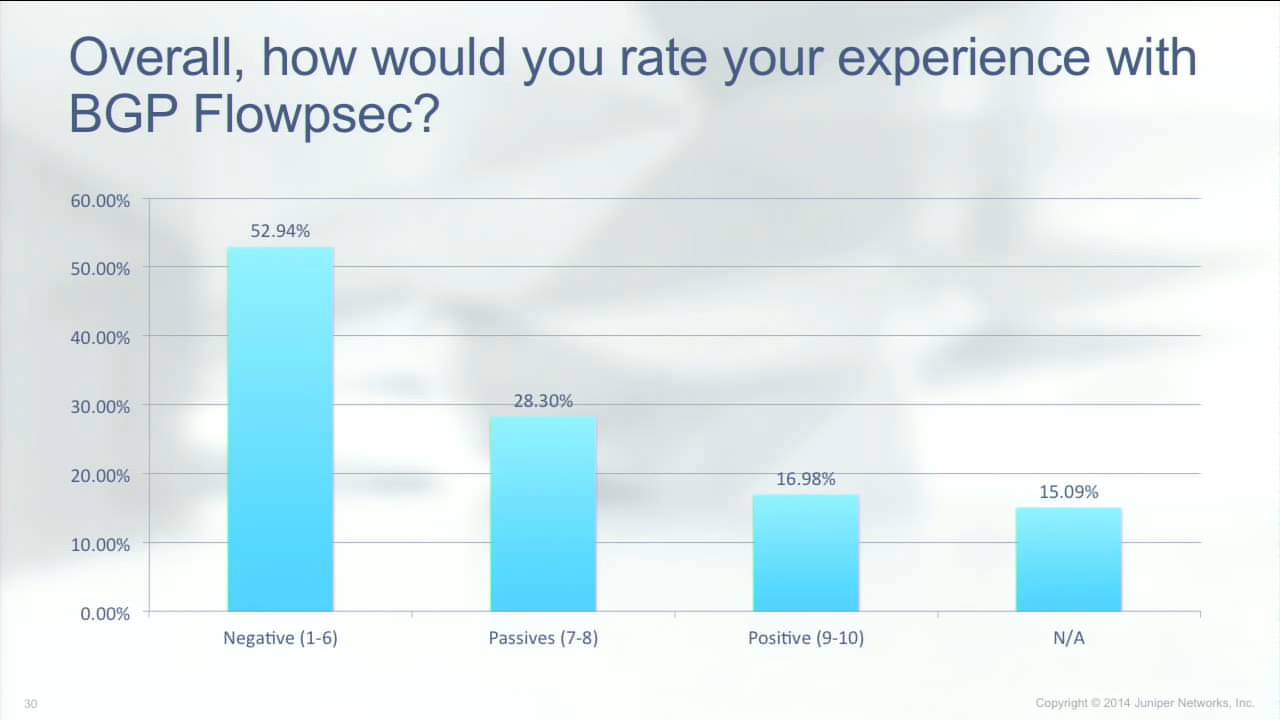 Overall, how would you rate your experience with
BGP Flowpsec?
60.00%
50.00%
40.00%
30.00%
20.00%
10.00%
0.00%
52.94%
28.30%
16.98%
15.09%
Negative (1-6)
Passives (7-8)
Positive (9-10)
N/A
30
Copyright © 2014 Juniper Networks, Inc.